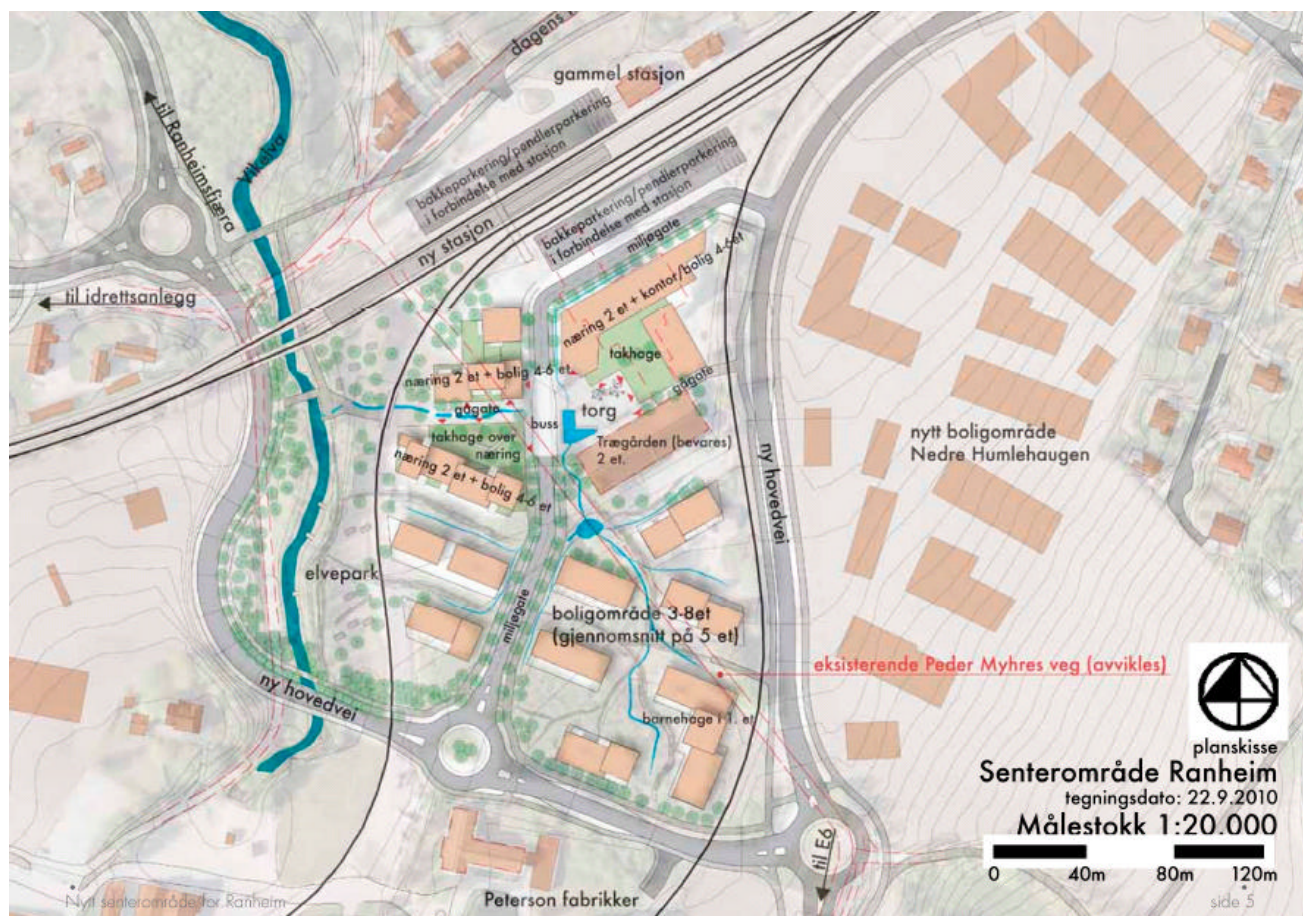 dagens
gammel stasjon
til Ranheimsfjæra
Vikelva
bakkeparkering/pendlerparkering
i forbindelse med stasjon
bakkeparkering/pendlerparkering
i forbindelse med stasjon
ny stasjon
miljøgate
til idrettsanlegg
næring 2 et + kontor/bolig 4-6et
takhage
næring 2 et + bolig 4-6 et
gågate
gågate
torg
buss
takhage over
næring
Trægården (bevares)
2 et.
næring 2 et + bolig 4-6 et
ny hovedvei
nytt boligområde
Nedre Humlehaugen
elvepark
miljøgate
boligområde 3-8et
(gjennomsnitt på 5 et)
eksisterende Peder Myhres veg (avvikles)
ny hovedvei
barnehage i 1. et
planskisse
Senterområde Ranheim
tegningsdato: 22.9.2010
Målestokk 1:20.000
0 40m 80m 120m
til E6
Peterson fabrikker
Nytt senterområde for Ranheim
side 5